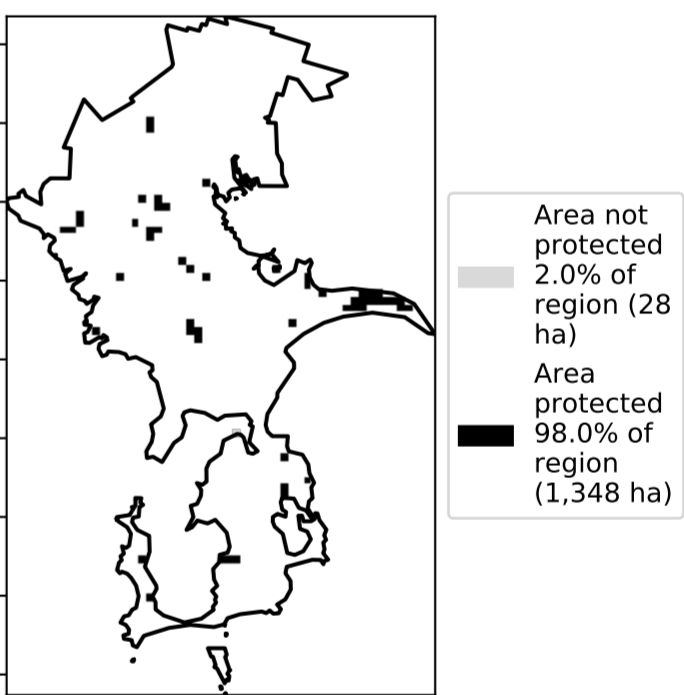 Area not
protected
2.0% of
region (28
ha)
Area
protected
98.0% of
region
(1,348 ha)